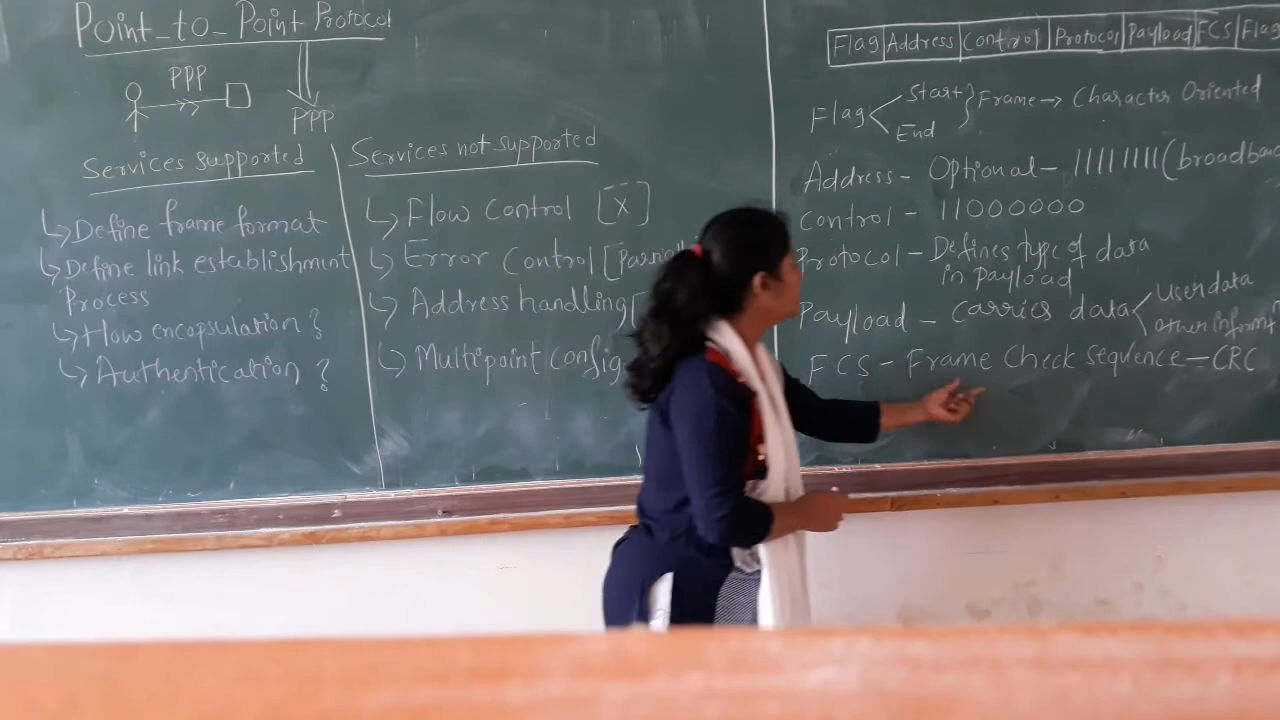 Point-to-Point Protocol
PPP
PPP
Services supported
↳ Define frame format
↳ Define link establishment
Process
↳ How encapsulation?
↳ Authentication?
Services not supported
↳ Flow Control [X]
↳ Error Control [
↳ Address handling [
↳ Multipoint config
Flag Address Control Protocol Payload FCS Flag
Flag < Start
End } Frame → Character Oriented
Address - Optional - 11111111 (
Control - 11000000
Protocol - Defines type of data
in payload
Payload - carries data < user data
other
FCS - Frame Check Sequence - CRC